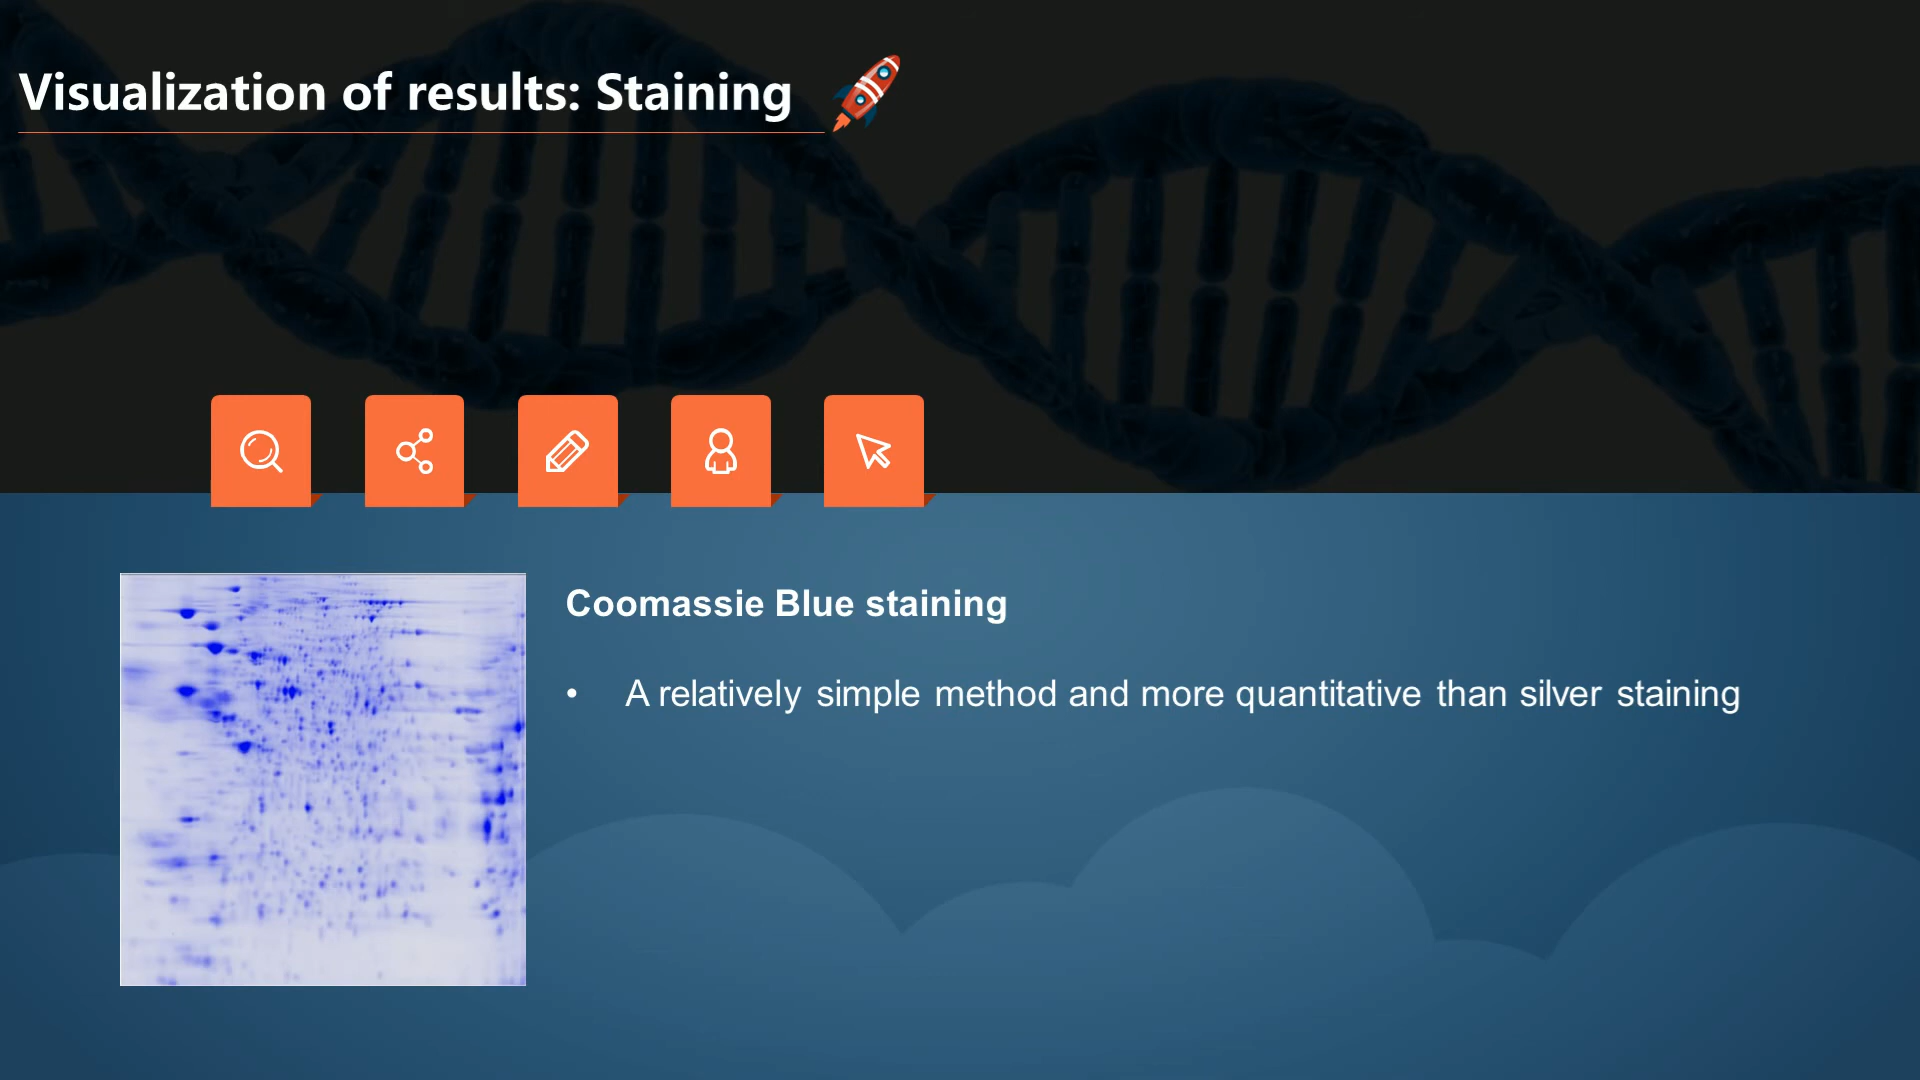 Visualization of results: Staining
Coomassie Blue staining
• A relatively simple method and more quantitative than silver staining